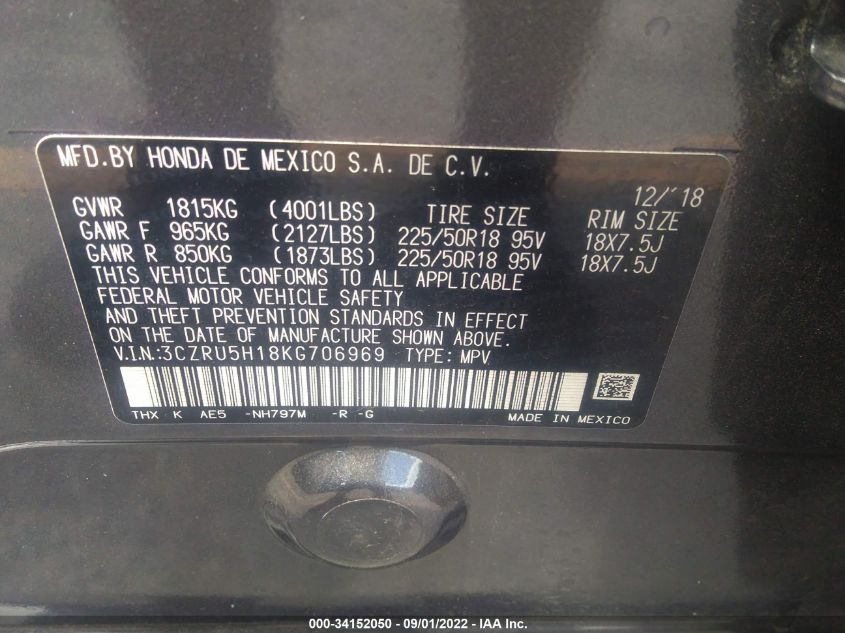 MFD.BY HONDA DE MEXICO S.A. DE C.V.
12/'18
GVWR 1815KG (4001LBS) TIRE SIZE RIM SIZE
GAWR F 965KG (2127LBS) 225/50R18 95V 18X7.5J
GAWR R 850KG (1873LBS) 225/50R18 95V 18X7.5J
THIS VEHICLE CONFORMS TO ALL APPLICABLE
FEDERAL MOTOR VEHICLE SAFETY
AND THEFT PREVENTION STANDARDS IN EFFECT
ON THE DATE OF MANUFACTURE SHOWN ABOVE.
V.I.N:3CZRU5H18KG706969 TYPE: MPV
THX K AE5 -NH797M -R -G MADE IN MEXICO
000-34152050 - 09/01/2022 - IAA Inc.